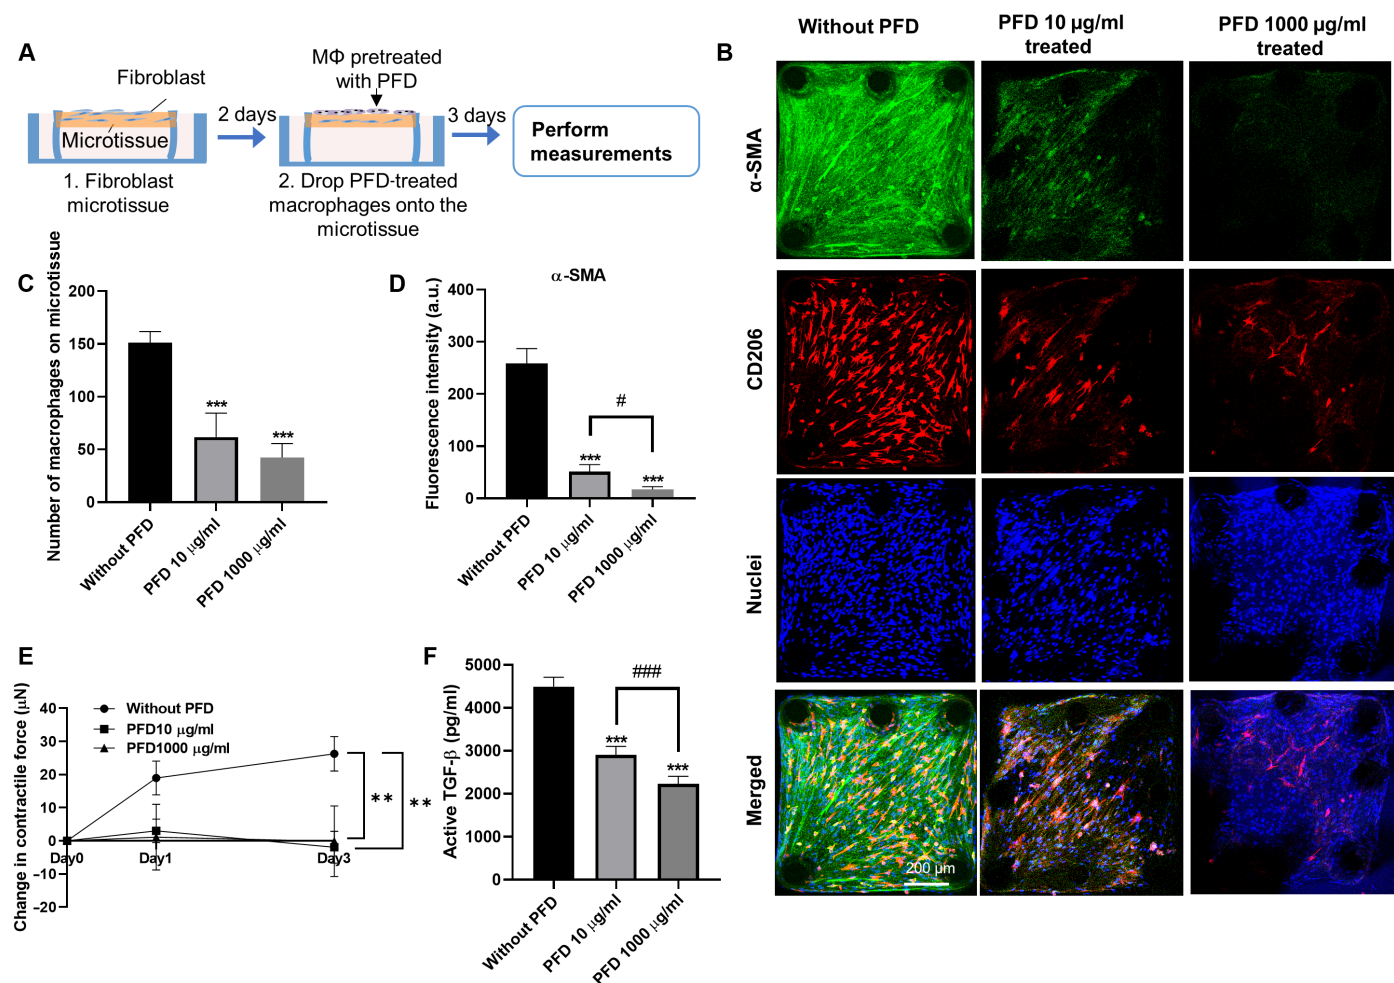 A
Fibroblast
Microtissue
1. Fibroblast
microtissue
2 days
MΦ pretreated
with PFD
2. Drop PFD-treated
macrophages onto the
microtissue
3 days
Perform
measurements
B
Without PFD
PFD 10 µg/ml
treated
PFD 1000 µg/ml
treated
α-SMA
CD206
Nuclei
Merged
200 µm
C
Number of macrophages on microtissue
200
150
100
50
0
***
***
Without PFD
PFD 10 µg/ml
PFD 1000 µg/ml
D
α-SMA
Fluorescence intensity (a.u.)
400
300
200
100
0
#
***
***
Without PFD
PFD 10 µg/ml
PFD 1000 µg/ml
E
Change in contractile force (µN)
40
30
20
10
0
−10
−20
Without PFD
PFD10 µg/ml
PFD1000 µg/ml
Day0
Day1
Day3
**
**
F
Active TGF-β (pg/ml)
5000
4000
3000
2000
1000
0
###
***
***
Without PFD
PFD 10 µg/ml
PFD 1000 µg/ml